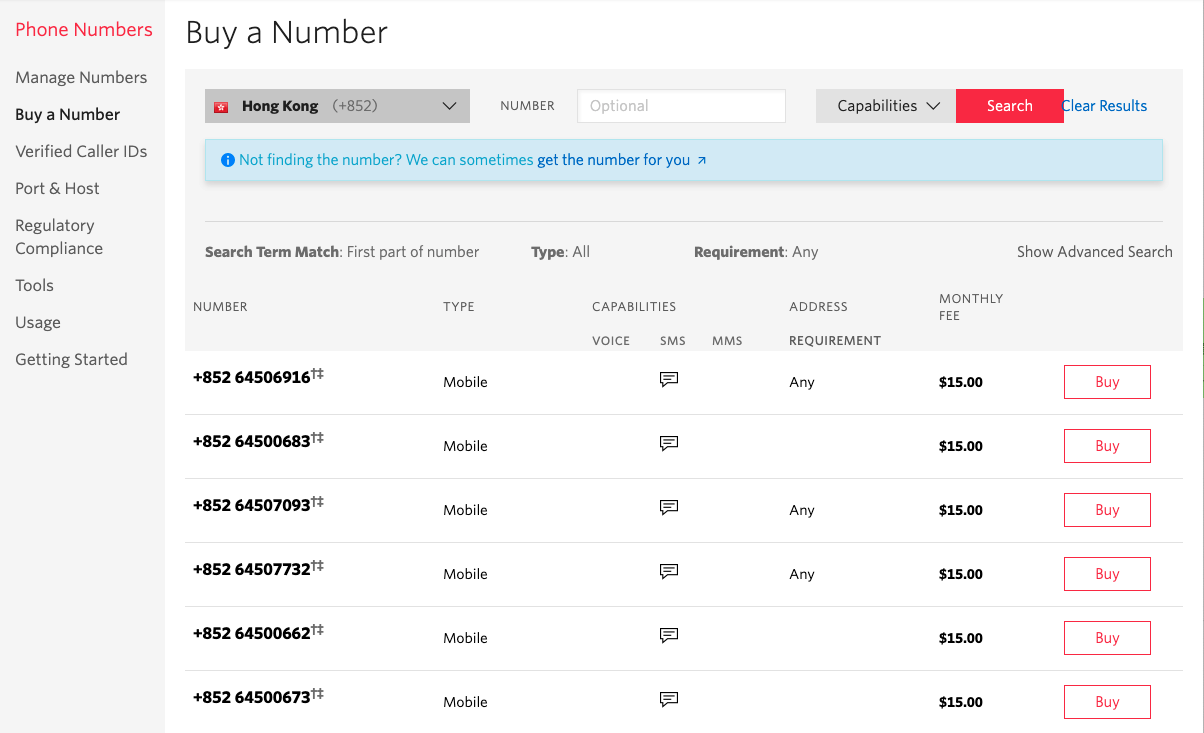 Phone Numbers
Manage Numbers
Buy a Number
Verified Caller IDs
Port & Host
Regulatory
Compliance
Tools
Usage
Getting Started
Buy a Number
Hong Kong (+852) NUMBER Optional Capabilities Search Clear Results
Not finding the number? We can sometimes get the number for you ↗
Search Term Match: First part of number Type: All Requirement: Any Show Advanced Search
NUMBER TYPE CAPABILITIES ADDRESS MONTHLY
FEE
VOICE SMS MMS REQUIREMENT
+852 64506916†‡ Mobile Any $15.00 Buy
+852 64500683†‡ Mobile $15.00 Buy
+852 64507093†‡ Mobile Any $15.00 Buy
+852 64507732†‡ Mobile Any $15.00 Buy
+852 64500662†‡ Mobile $15.00 Buy
+852 64500673†‡ Mobile $15.00 Buy